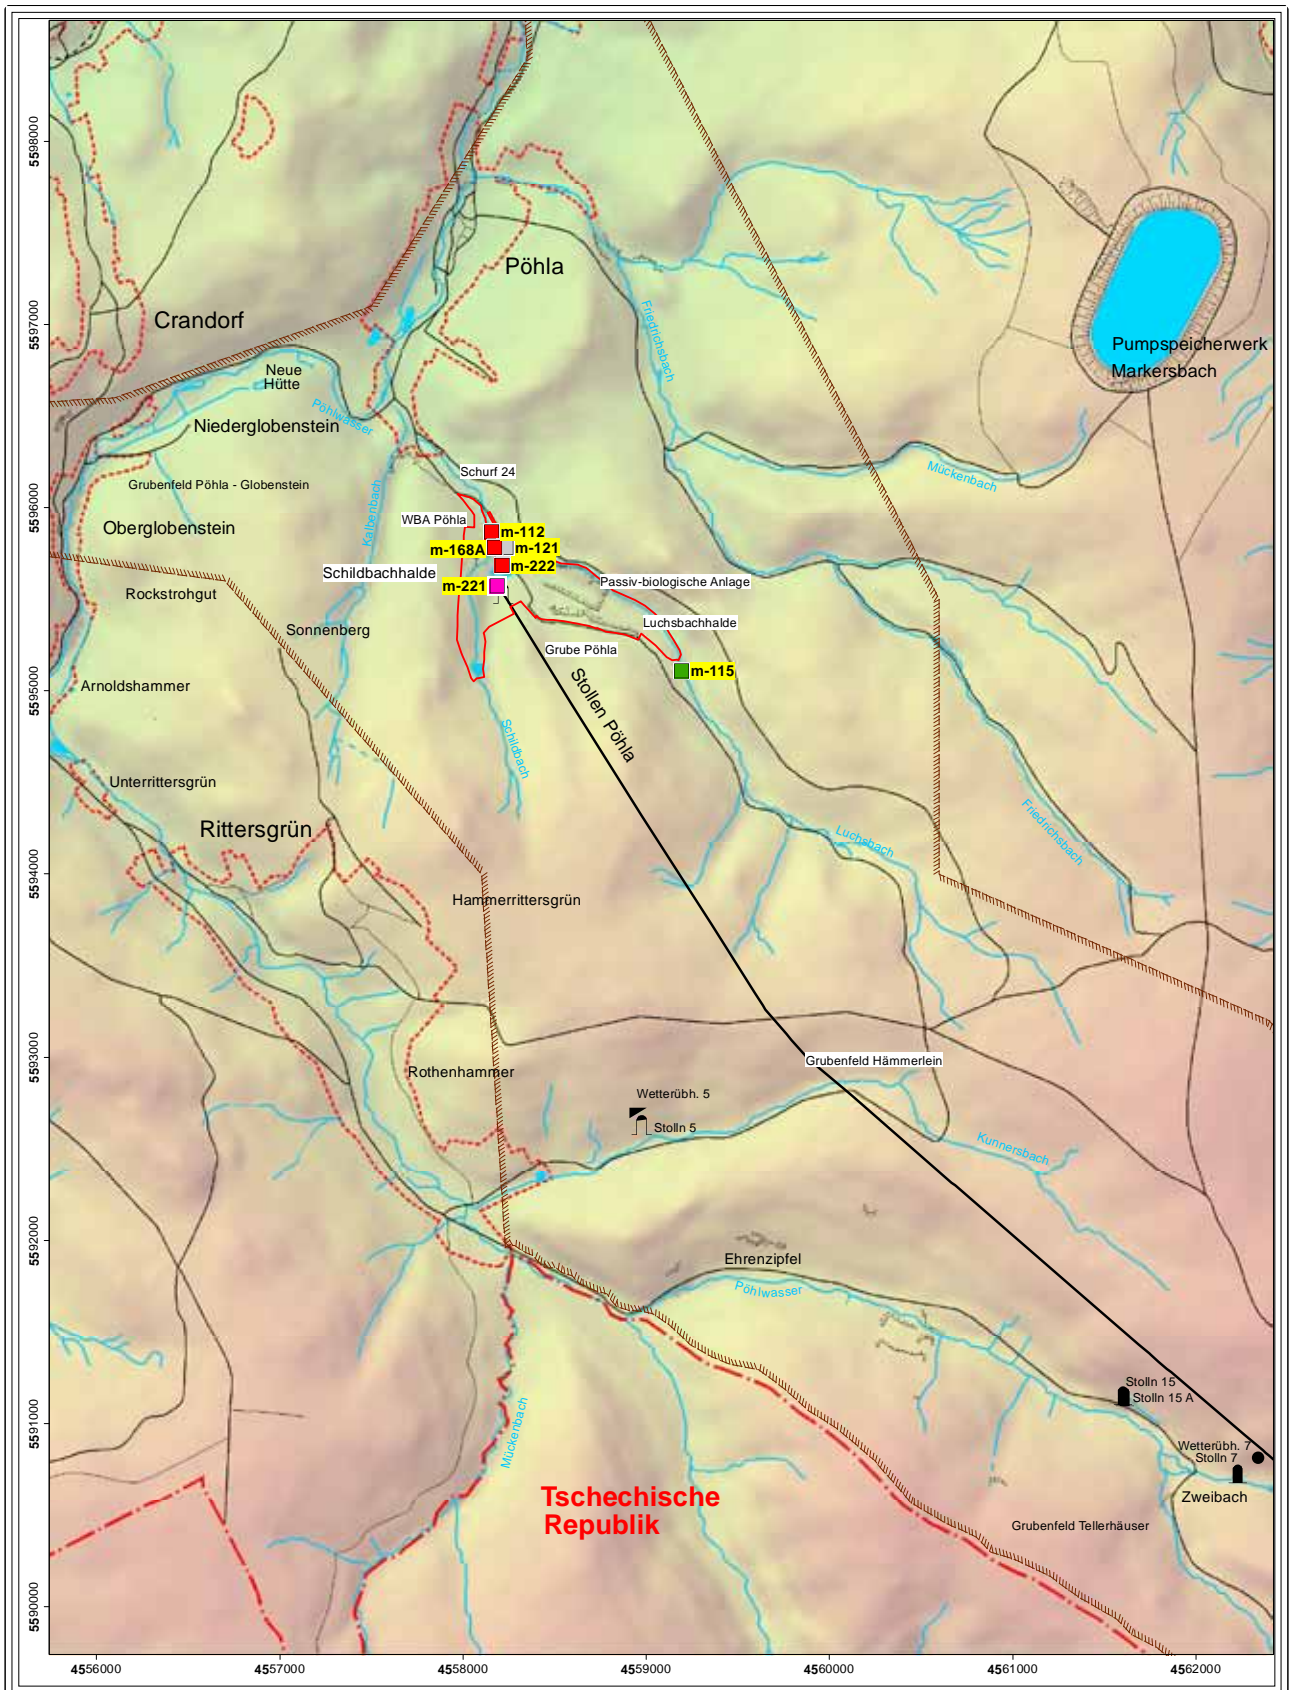 5598000
5597000
5596000
5595000
5594000
5593000
5592000
5591000
5590000
Pöhla
Crandorf
Friedrichsbach
Pumpspeicherwerk
Markersbach
Neue
Hütte
Pöhlwasser
Niederglobenstein
Schurf 24
Mückenbach
Grubenfeld Pöhla - Globenstein
Kalbenbach
WBA Pöhla
Oberglobenstein
m-112
m-168A
m-121
m-222
Schildbachhalde
m-221
Passiv-biologische Anlage
Rockstrohgut
Luchsbachhalde
Sonnenberg
Grube Pöhla
m-115
Arnoldshammer
Stollen Pöhla
Schildbach
Unterrittersgrün
Rittersgrün
Luchsbach
Friedrichsbach
Hammerrittersgrün
Grubenfeld Hämmerlein
Rothenhammer
Wetterübh. 5
Stolln 5
Kunnersbach
Ehrenzipfel
Pöhlwasser
Stolln 15
Stolln 15 A
Mückenbach
Wetterübh. 7
Stolln 7
Zweibach
Tschechische
Republik
Grubenfeld Tellerhäuser
4556000
4557000
4558000
4559000
4560000
4561000
4562000